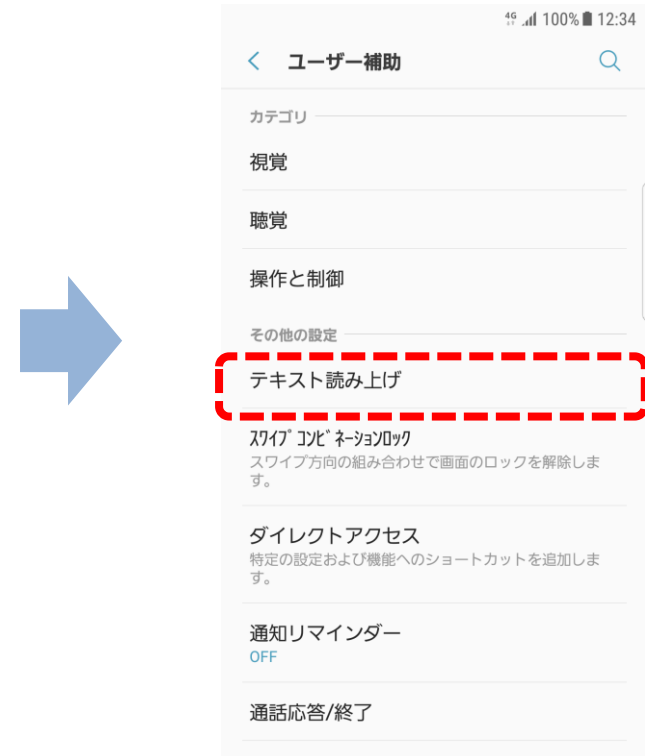 4G 100% 12:34
ユーザー補助
カテゴリ
視覚
聴覚
操作と制御
その他の設定
テキスト読み上げ
ｽﾜｲﾌﾟｺﾝﾋﾞﾈｰｼｮﾝﾛｯｸ
スワイプ方向の組み合わせで画面のロックを解除しま
す。
ダイレクトアクセス
特定の設定および機能へのショートカットを追加しま
す。
通知リマインダー
OFF
通話応答/終了